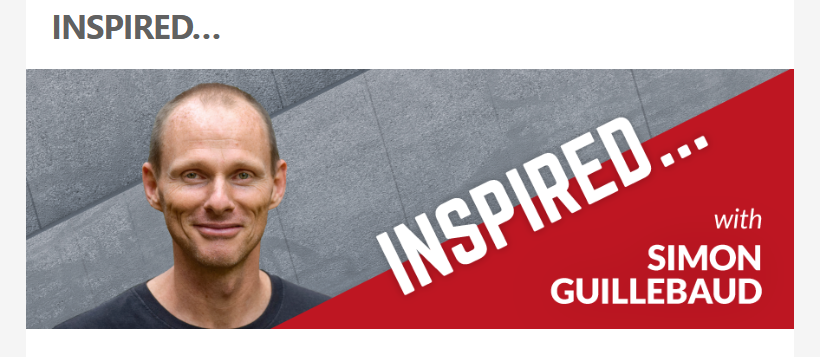 INSPIRED...
INSPIRED...
with
SIMON
GUILLEBAUD